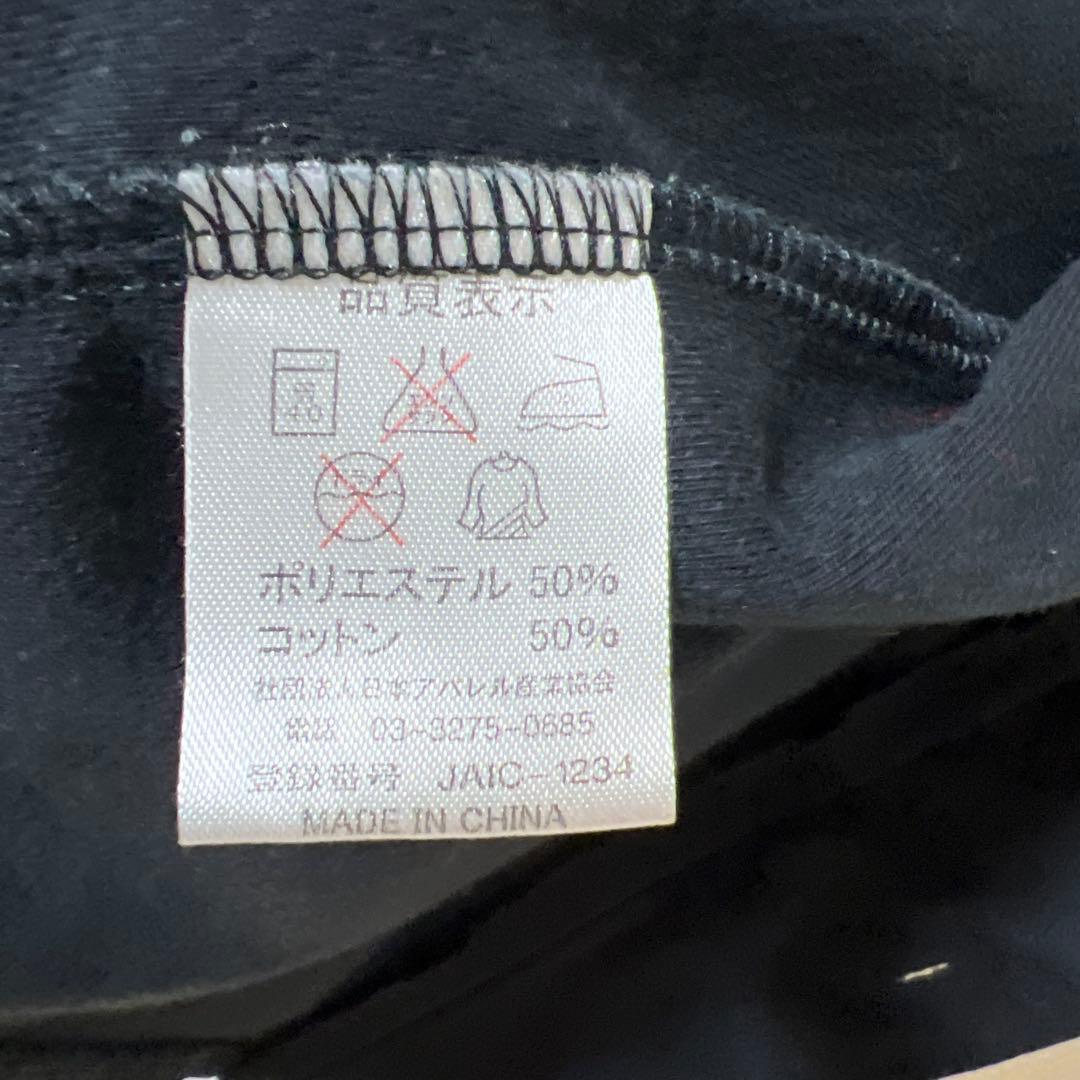 品質表示
40
ポリエステル 50%
コットン 50%
社団法人日本アパレル産業協会
電話 03-3275-0685
登録番号 JAIC-1234
MADE IN CHINA